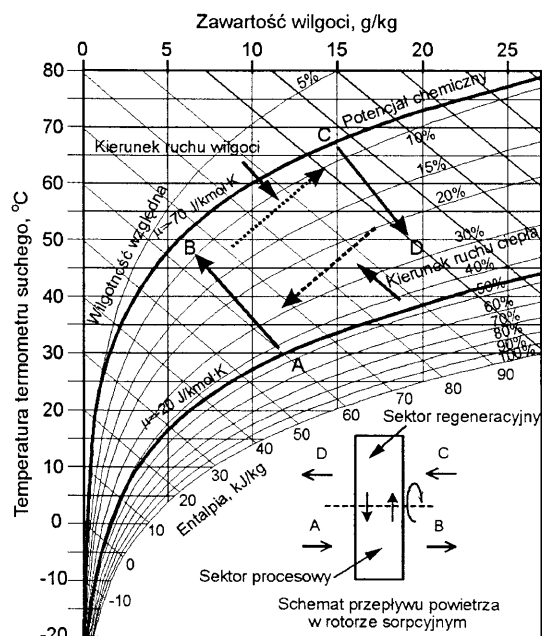 Zawartość wilgoci, g/kg
0 5 10 15 20 25
Temperatura termometru suchego, °C
80
70
60
50
40
30
20
10
0
-10
-20
5%
Potencjał chemiczny
C
10%
Kierunek ruchu wilgoci
15%
Wilgotność względna
μ=-70 J/kmol·K
20%
B
D
30%
Kierunek ruchu ciepła
40%
50%
60%
70%
80%
90%
100%
A
μ=-20 J/kmol·K
Entalpia, kJ/kg
-10
0
10
20
30
40
50
60
70
80
90
Sektor regeneracyjny
D C
A B
Sektor procesowy
Schemat przepływu powietrza
w rotorze sorpcyjnym